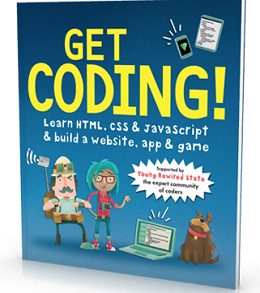 GET
CODING!
Learn HTML, CSS & JavaScript
& build a website, app & game
Supported by
Young Rewired State
the expert community
of coders